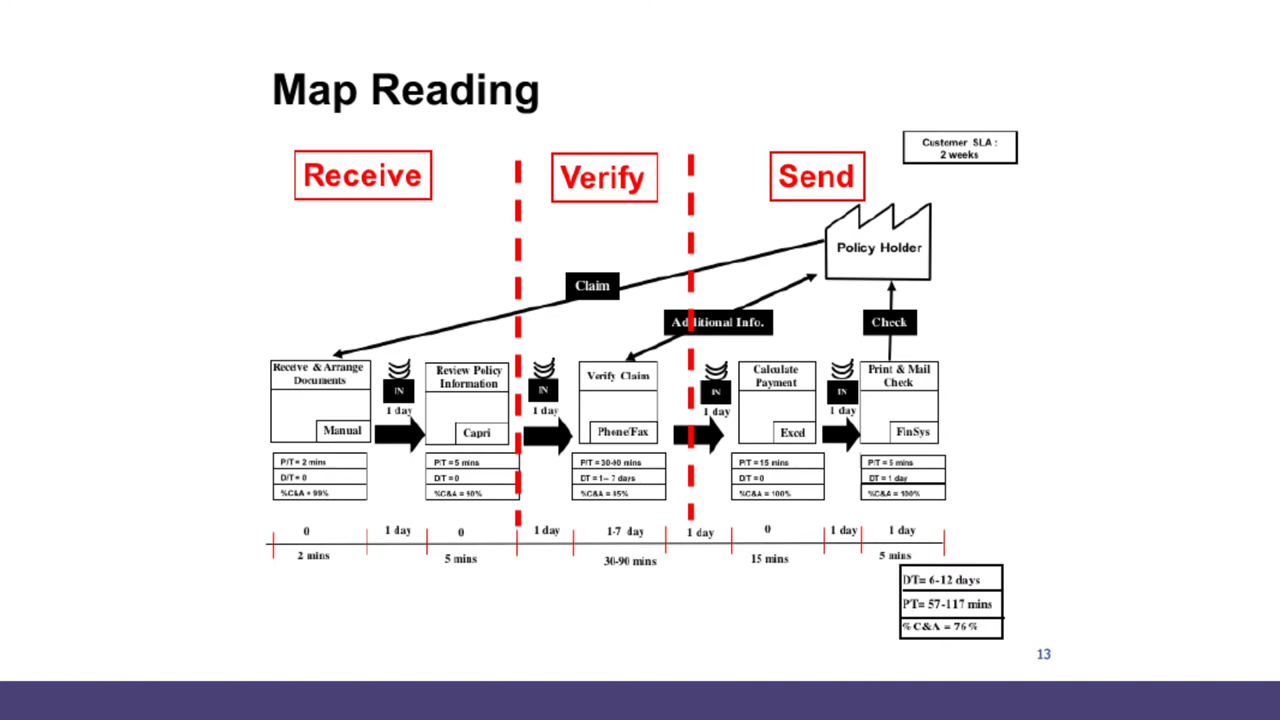 Map Reading
Customer SLA :
2 weeks
Receive
Verify
Send
Policy Holder
Claim
Additional Info.
Check
Receive & Arrange
Documents
Manual
IN
1 day
Review Policy
Information
Capri
IN
1 day
Verify Claim
Phone/Fax
IN
1 day
Calculate
Payment
Excel
IN
1 day
Print & Mail
Check
FinSys
P/T = 2 mins
D/T = 0
%C&A = 99%
P/T = 5 mins
D/T = 0
%C&A =
DT = 1– 7 days
%C&A =
P/T = 15 mins
D/T = 0
%C&A = 100%
P/T = 5 mins
DT = 1 day
%C&A = 100%
0
1 day
0
1 day
1-7 day
1 day
0
1 day
1 day
2 mins
5 mins
30-90 mins
15 mins
5 mins
DT= 6-12 days
PT= 57-117 mins
%C&A = 76%
13